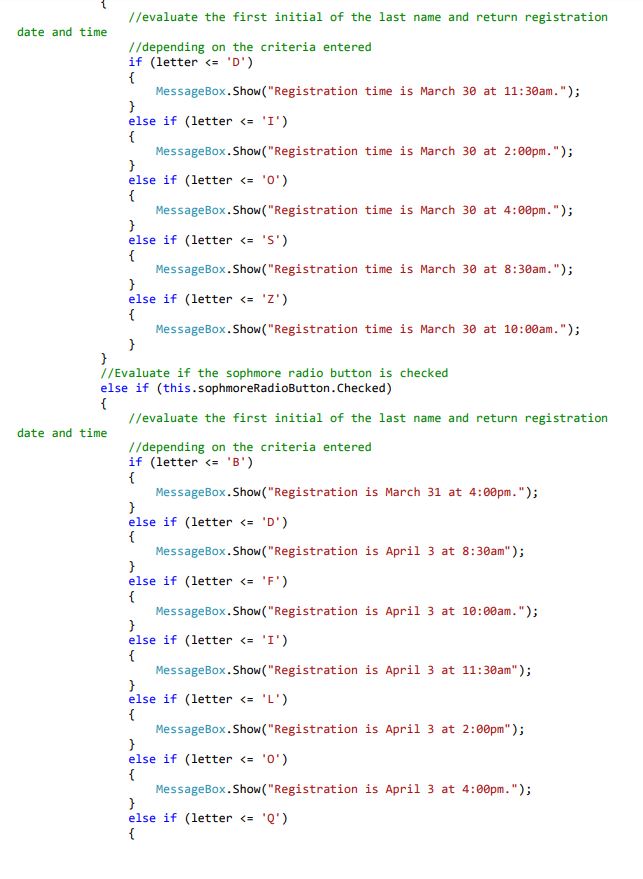 {
//evaluate the first initial of the last name and return registration
date and time
//depending on the criteria entered
if (letter <= 'D')
{
MessageBox.Show("Registration time is March 30 at 11:30am.");
}
else if (letter <= 'I')
{
MessageBox.Show("Registration time is March 30 at 2:00pm.");
}
else if (letter <= 'O')
{
MessageBox.Show("Registration time is March 30 at 4:00pm.");
}
else if (letter <= 'S')
{
MessageBox.Show("Registration time is March 30 at 8:30am.");
}
else if (letter <= 'Z')
{
MessageBox.Show("Registration time is March 30 at 10:00am.");
}
}
//Evaluate if the sophmore radio button is checked
else if (this.sophmoreRadioButton.Checked)
{
//evaluate the first initial of the last name and return registration
date and time
//depending on the criteria entered
if (letter <= 'B')
{
MessageBox.Show("Registration is March 31 at 4:00pm.");
}
else if (letter <= 'D')
{
MessageBox.Show("Registration is April 3 at 8:30am");
}
else if (letter <= 'F')
{
MessageBox.Show("Registration is April 3 at 10:00am.");
}
else if (letter <= 'I')
{
MessageBox.Show("Registration is April 3 at 11:30am");
}
else if (letter <= 'L')
{
MessageBox.Show("Registration is April 3 at 2:00pm");
}
else if (letter <= 'O')
{
MessageBox.Show("Registration is April 3 at 4:00pm.");
}
else if (letter <= 'Q')
{